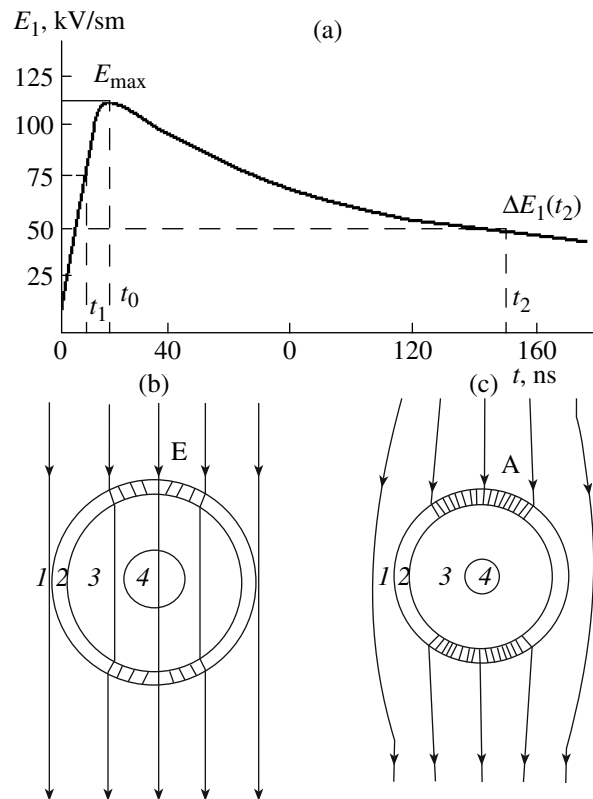 E1, kV/sm
(a)
125
Emax
100
75
50
ΔE1(t2)
25
t1
t0
t2
0
40
0
120
160
t, ns
(b)
(c)
E
A
1 2 3 4
1 2 3 4